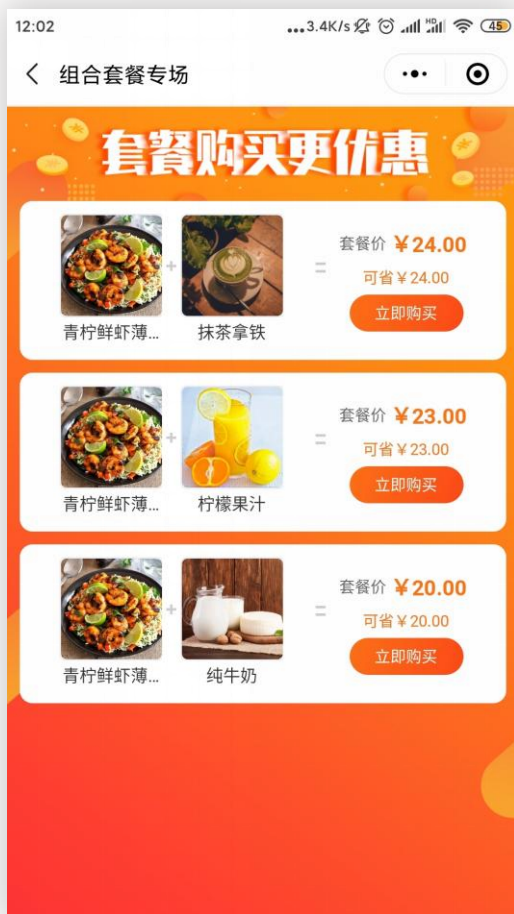 12:02
...3.4K/s HD 45
组合套餐专场
套餐购买更优惠
+
=
套餐价 ￥24.00
可省￥24.00
立即购买
青柠鲜虾薄...
抹茶拿铁
+
=
套餐价 ￥23.00
可省￥23.00
立即购买
青柠鲜虾薄...
柠檬果汁
+
=
套餐价 ￥20.00
可省￥20.00
立即购买
青柠鲜虾薄...
纯牛奶